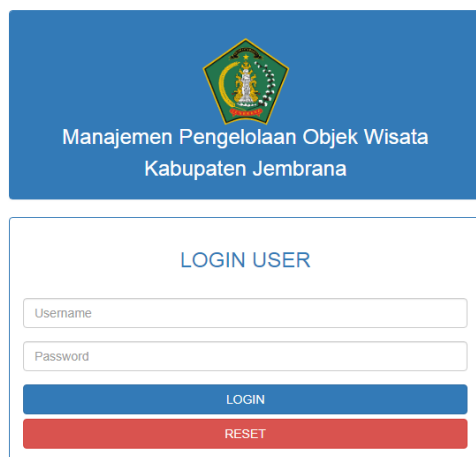 Manajemen Pengelolaan Objek Wisata
Kabupaten Jembrana
LOGIN USER
Username
Password
LOGIN
RESET